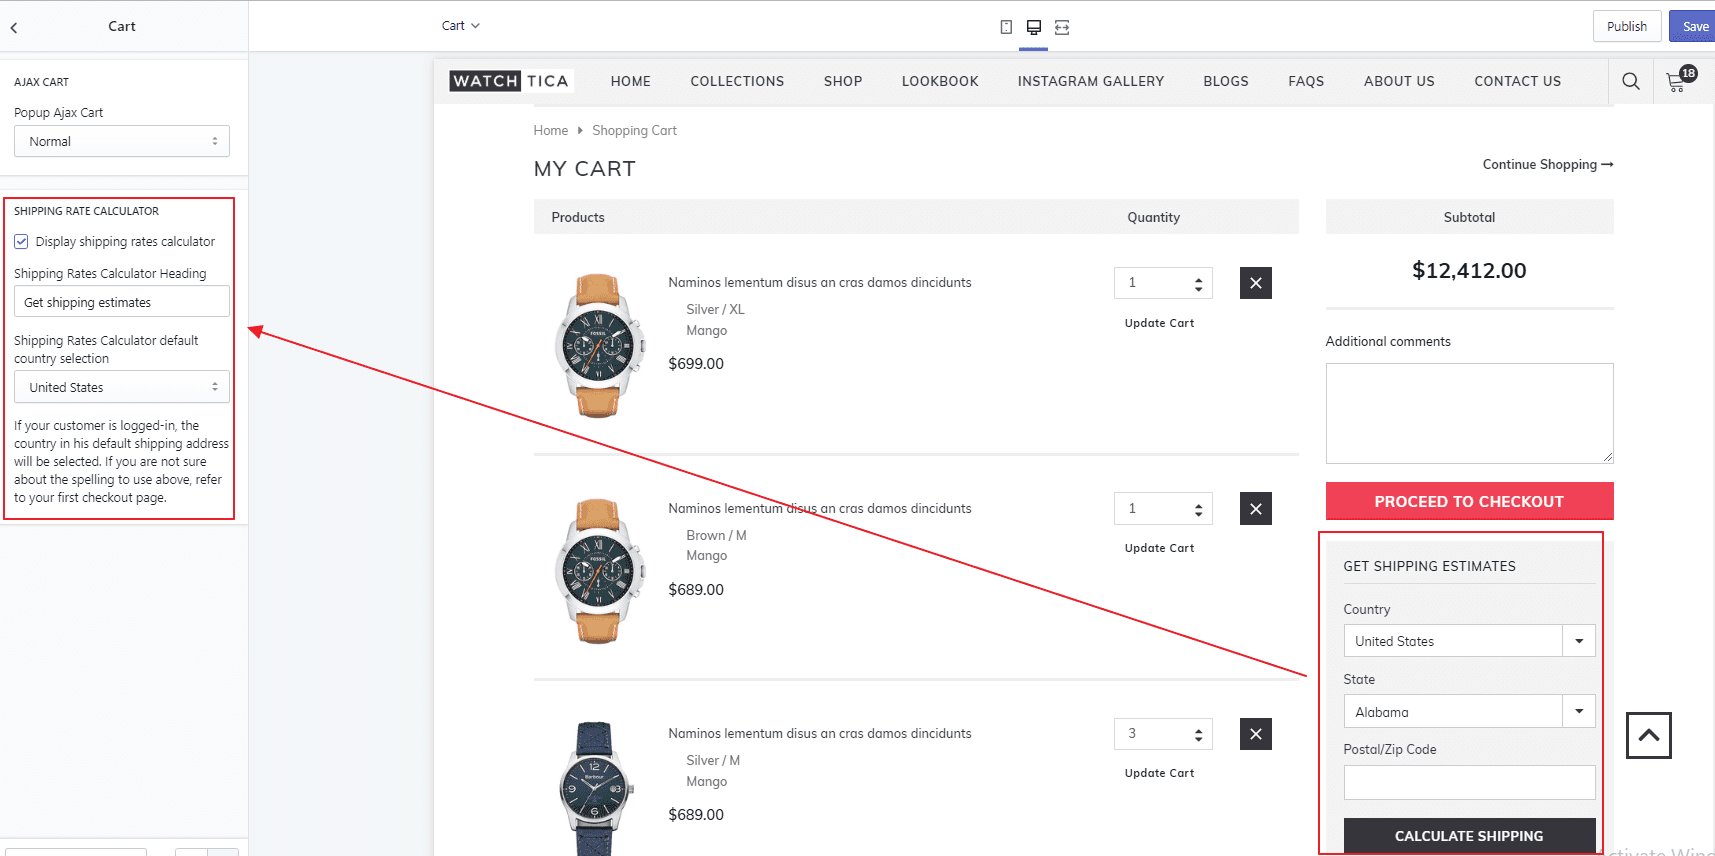 Cart
Cart
Publish
Save
AJAX CART
Popup Ajax Cart
Normal
SHIPPING RATE CALCULATOR
Display shipping rates calculator
Shipping Rates Calculator Heading
Get shipping estimates
Shipping Rates Calculator default
country selection
United States
If your customer is logged-in, the
country in his default shipping address
will be selected. If you are not sure
about the spelling to use above, refer
to your first checkout page.
WATCHTICA
HOME COLLECTIONS SHOP LOOKBOOK INSTAGRAM GALLERY BLOGS FAQS ABOUT US CONTACT US
18
Home Shopping Cart
MY CART
Continue Shopping
Products Quantity
Naminos lementum disus an cras damos dincidunts
Silver / XL
Mango
$699.00
1
Update Cart
Naminos lementum disus an cras damos dincidunts
Brown / M
Mango
$689.00
1
Update Cart
Naminos lementum disus an cras damos dincidunts
Silver / M
Mango
$689.00
3
Update Cart
Subtotal
$12,412.00
Additional comments
PROCEED TO CHECKOUT
GET SHIPPING ESTIMATES
Country
United States
State
Alabama
Postal/Zip Code
CALCULATE SHIPPING